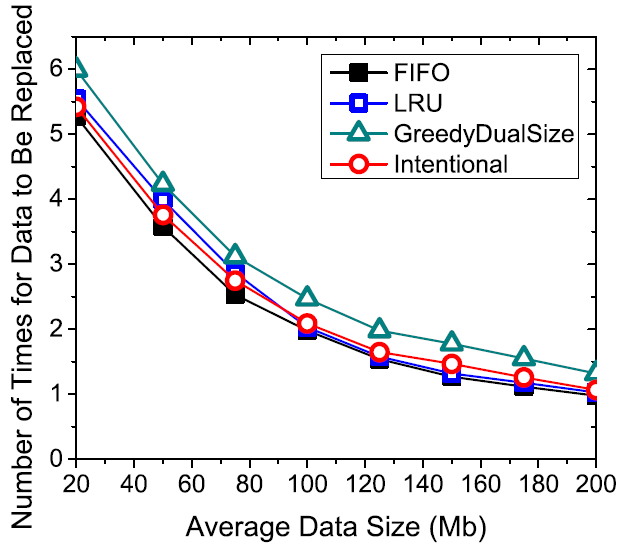 Number of Times for Data to Be Replaced
6
5
4
3
2
1
0
FIFO
LRU
GreedyDualSize
Intentional
20 40 60 80 100 120 140 160 180 200
Average Data Size (Mb)